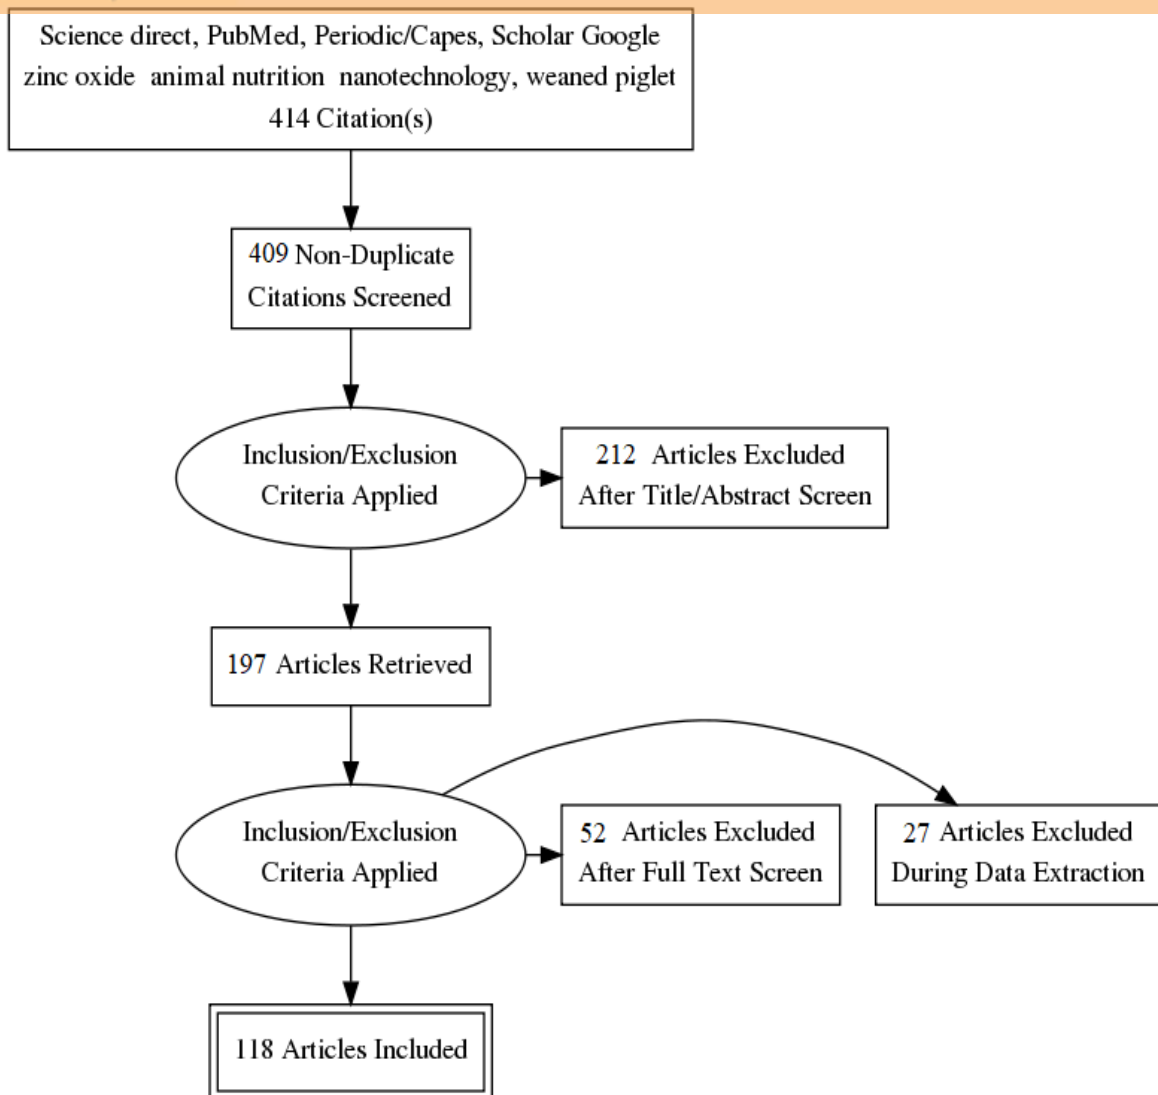 Science direct, PubMed, Periodic/Capes, Scholar Google
zinc oxide animal nutrition nanotechnology, weaned piglet
414 Citation(s)
409 Non-Duplicate
Citations Screened
Inclusion/Exclusion
Criteria Applied
212 Articles Excluded
After Title/Abstract Screen
197 Articles Retrieved
Inclusion/Exclusion
Criteria Applied
52 Articles Excluded
After Full Text Screen
27 Articles Excluded
During Data Extraction
118 Articles Included